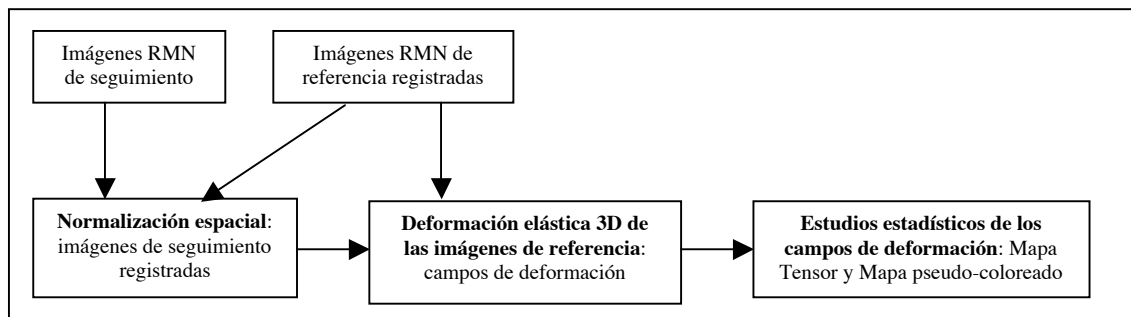 Imágenes RMN
de seguimiento
Imágenes RMN de
referencia registradas
Normalización espacial:
imágenes de seguimiento
registradas
Deformación elástica 3D de
las imágenes de referencia:
campos de deformación
Estudios estadísticos de los
campos de deformación: Mapa
Tensor y Mapa pseudo-coloreado